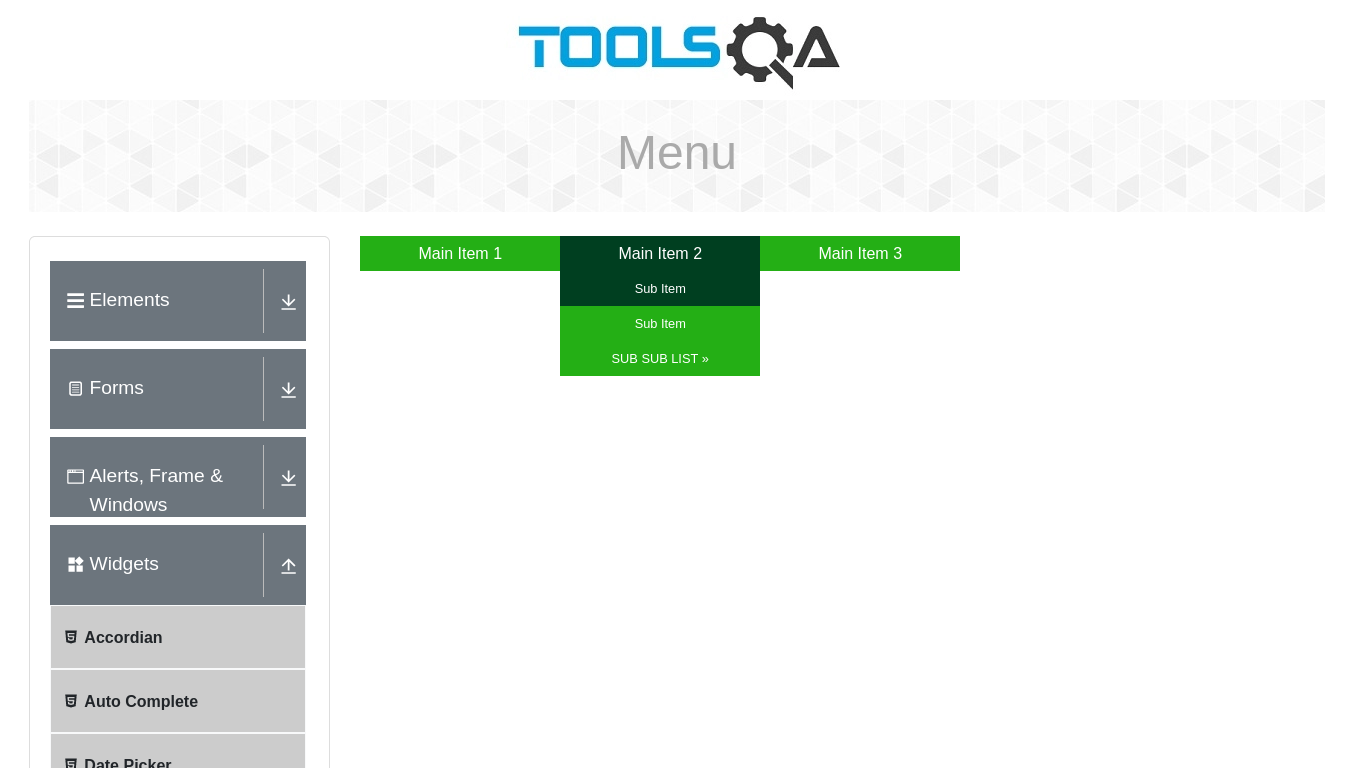 TOOLSQA
Menu
Main Item 1
Main Item 2
Main Item 3
Sub Item
Sub Item
SUB SUB LIST »
Elements
Forms
Alerts, Frame &
Windows
Widgets
Accordian
Auto Complete
Date Picker